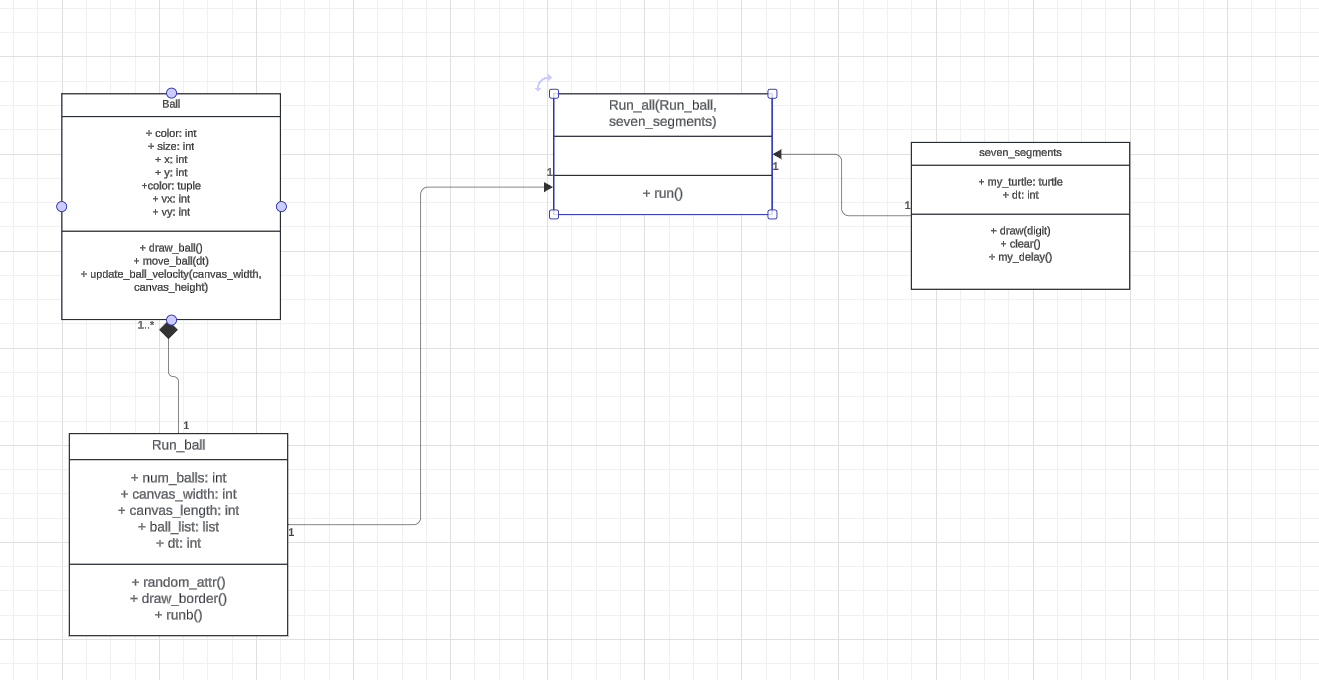 Ball
+ color: int
+ size: int
+ x: int
+ y: int
+color: tuple
+ vx: int
+ vy: int
+ draw_ball()
+ move_ball(dt)
+ update_ball_velocity(canvas_width,
canvas_height)
1..*
1
Run_ball
+ num_balls: int
+ canvas_width: int
+ canvas_length: int
+ ball_list: list
+ dt: int
+ random_attr()
+ draw_border()
+ runb()
1
1
Run_all(Run_ball,
seven_segments)
+ run()
1
1
seven_segments
+ my_turtle: turtle
+ dt: int
+ draw(digit)
+ clear()
+ my_delay()